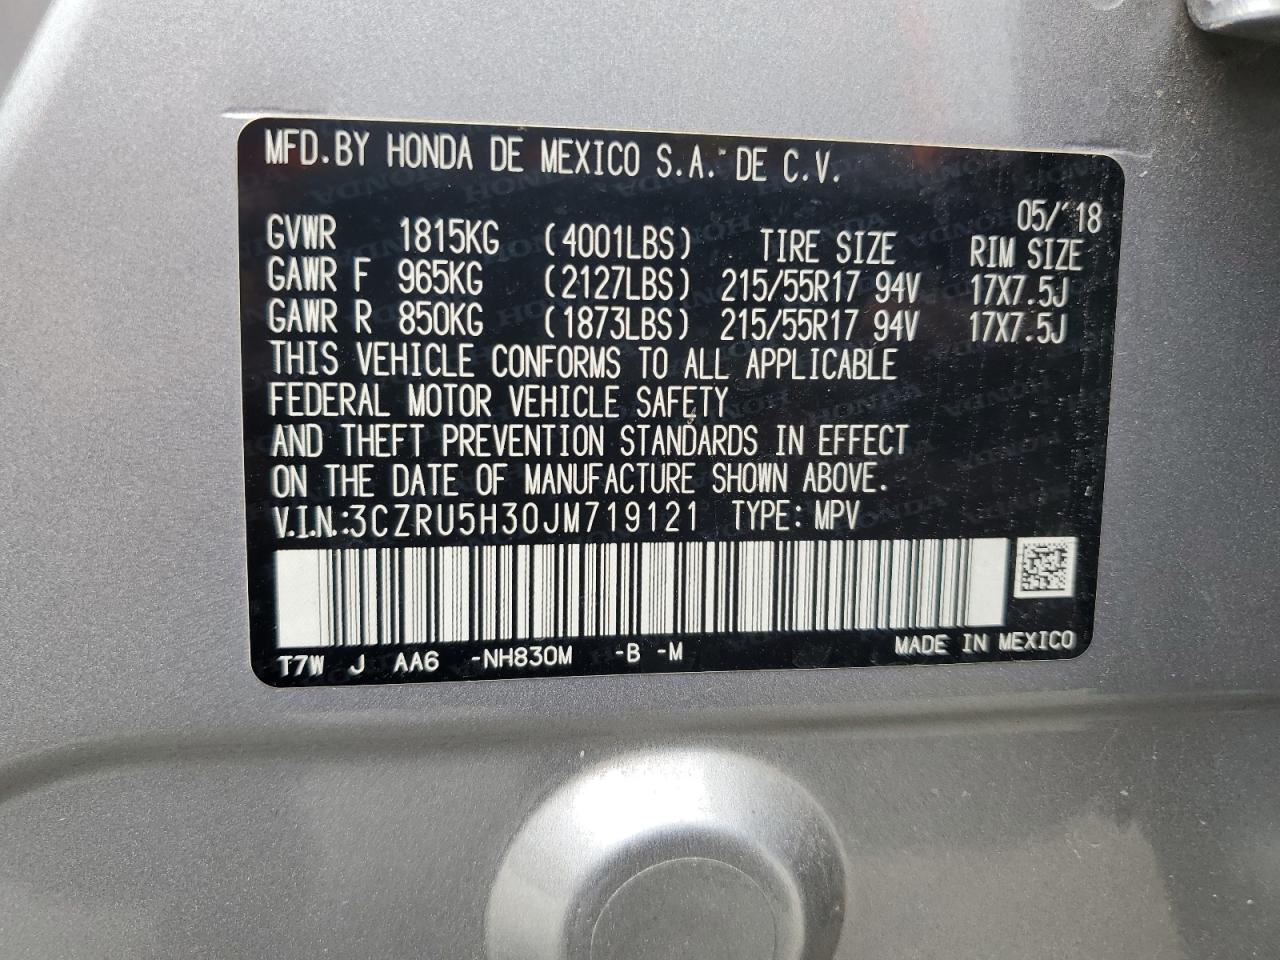 MFD.BY HONDA DE MEXICO S.A. DE C.V.
05/18
GVWR 1815KG (4001LBS) TIRE SIZE RIM SIZE
GAWR F 965KG (2127LBS) 215/55R17 94V 17X7.5J
GAWR R 850KG (1873LBS) 215/55R17 94V 17X7.5J
THIS VEHICLE CONFORMS TO ALL APPLICABLE
FEDERAL MOTOR VEHICLE SAFETY
AND THEFT PREVENTION STANDARDS IN EFFECT
ON THE DATE OF MANUFACTURE SHOWN ABOVE.
V.I.N.:3CZRU5H30JM719121 TYPE: MPV
T7W J AA6 -NH830M -B -M MADE IN MEXICO